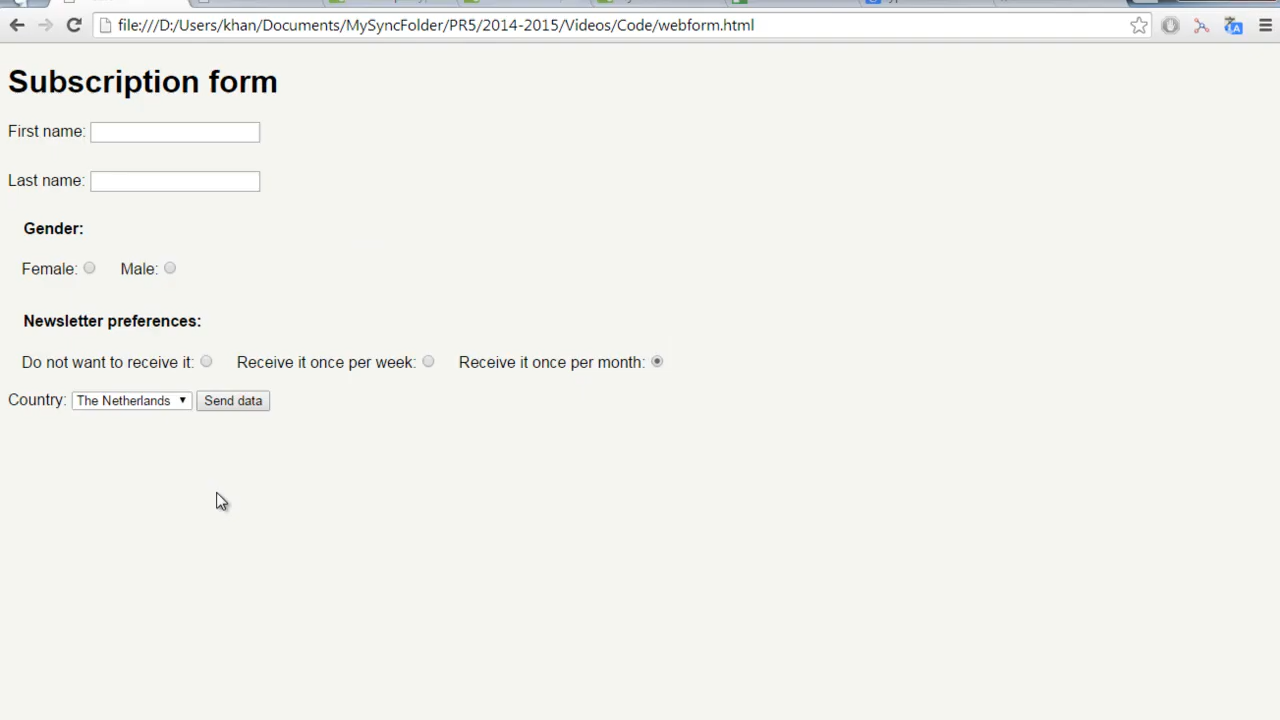 file:///D:/Users/khan/Documents/MySyncFolder/PR5/2014-2015/Videos/Code/webform.html
Subscription form
First name:
Last name:
Gender:
Female: Male:
Newsletter preferences:
Do not want to receive it: Receive it once per week: Receive it once per month:
Country: The Netherlands Send data